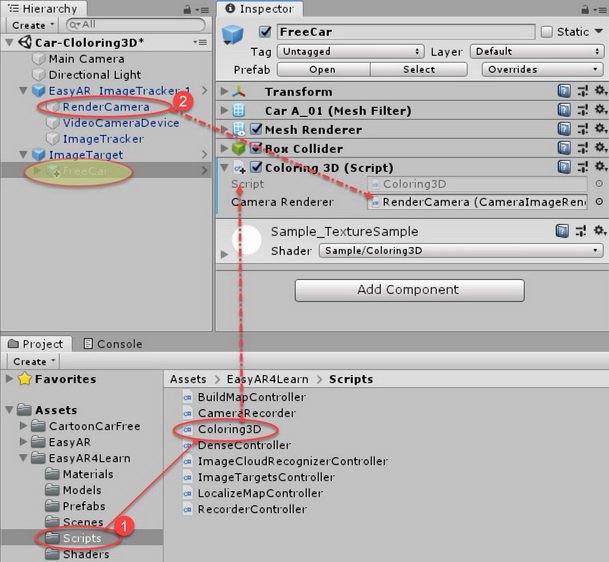 Hierarchy
Create
All
Car-Cloloring3D*
Main Camera
Directional Light
EasyAR_ImageTracker-1
RenderCamera
VideoCameraDevice
ImageTracker
ImageTarget
FreeCar
2
Inspector
FreeCar
Static
Tag Untagged Layer Default
Prefab Open Select Overrides
Transform
Car A_01 (Mesh Filter)
Mesh Renderer
Box Collider
Coloring 3D (Script)
Script Coloring3D
Camera Renderer RenderCamera (CameraImageRen
Sample_TextureSample
Shader Sample/Coloring3D
Add Component
Project Console
Create
Favorites
Assets
CartoonCarFree
EasyAR
EasyAR4Learn
Materials
Models
Prefabs
Scenes
Scripts
Shaders
1
Assets EasyAR4Learn Scripts
BuildMapController
CameraRecorder
Coloring3D
DenseController
ImageCloudRecognizerController
ImageTargetsController
LocalizeMapController
RecorderController